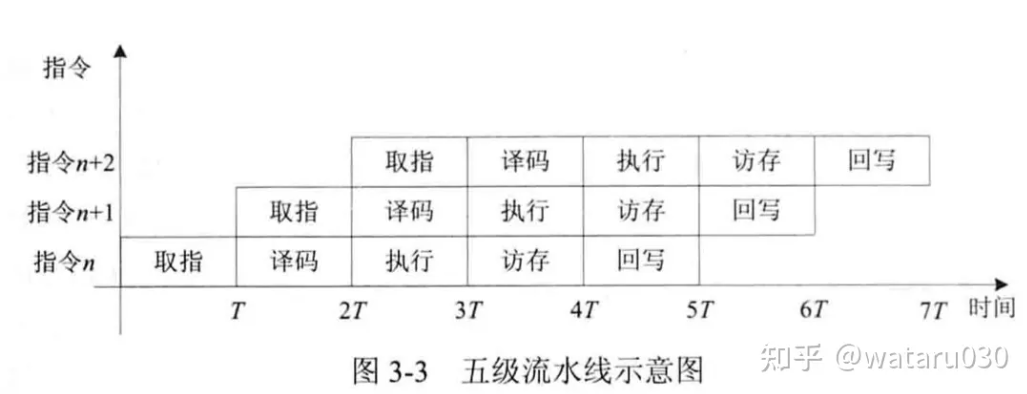 指令
指令n+2 取指 译码 执行 访存 回写
指令n+1 取指 译码 执行 访存 回写
指令n 取指 译码 执行 访存 回写
T 2T 3T 4T 5T 6T 7T 时间
图 3-3 五级流水线示意图
知乎 @wataru030